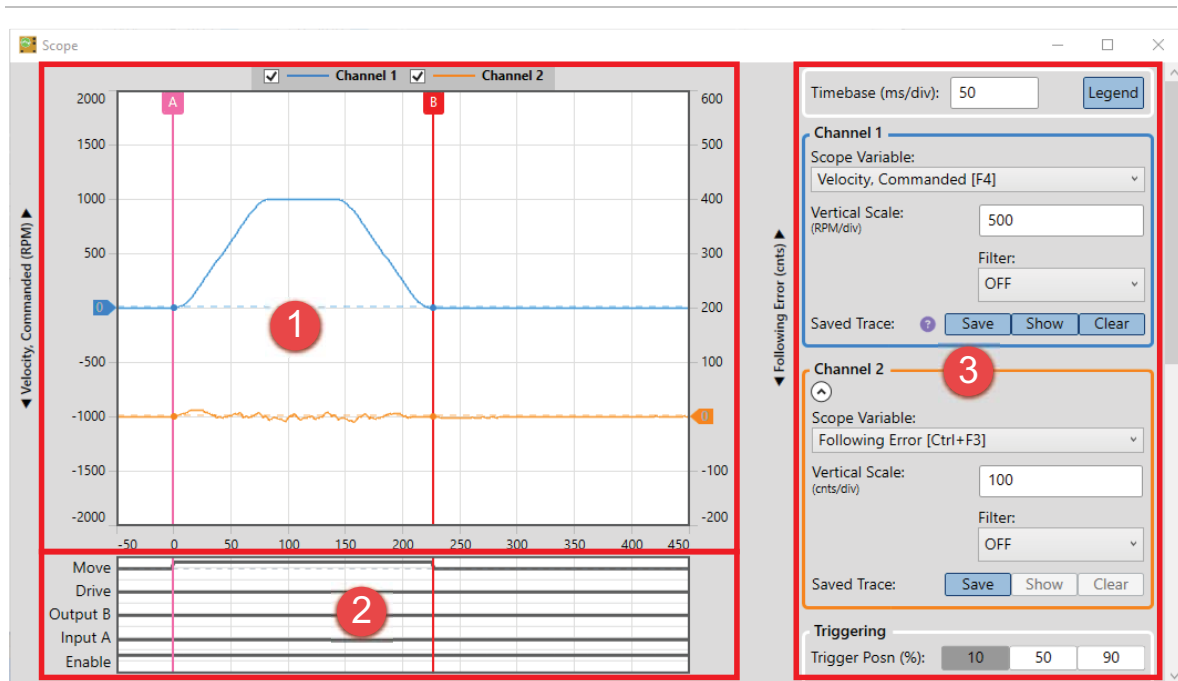 Scope
Channel 1 Channel 2
A
B
2000
1500
1000
500
0
-500
-1000
-1500
-2000
◀ Velocity, Commanded (RPM) ▶
600
500
400
300
200
100
0
-100
-200
◀ Following Error (cnts) ▶
-50 0 50 100 150 200 250 300 350 400 450
1
Move
Drive
Output B
Input A
Enable
2
Timebase (ms/div): 50 Legend
Channel 1
Scope Variable:
Velocity, Commanded [F4]
Vertical Scale: 500
(RPM/div)
Filter:
OFF
Saved Trace: ? Save Show Clear
3
Channel 2
Scope Variable:
Following Error [Ctrl+F3]
Vertical Scale: 100
(cnts/div)
Filter:
OFF
Saved Trace: Save Show Clear
Triggering
Trigger Posn (%): 10 50 90